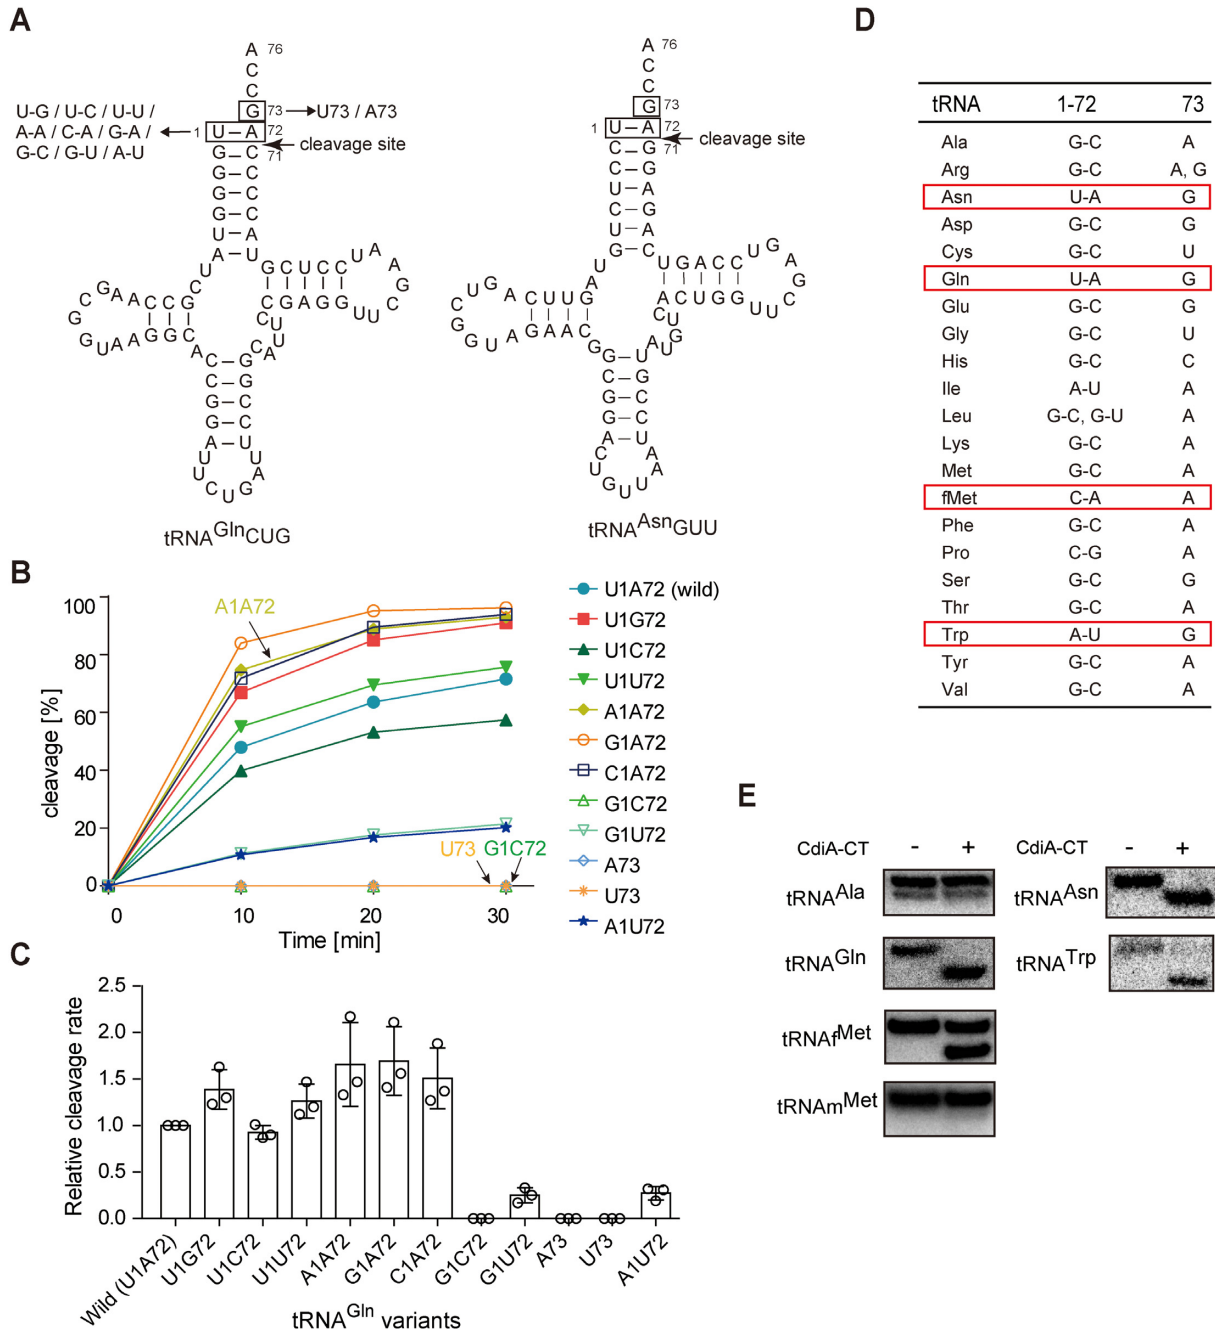 A
A 76
C
C
G 73
U73 / A73
U-G / U-C / U-U /
A-A / C-A / G-A /
G-C / G-U / A-U
1 U–A 72
cleavage site
G–C 71
G–C
G–C
G–C
U–A
A–U
tRNAGlnCUG
A 76
C
C
G 73
1 U–A 72
cleavage site
C–G 71
C–G
U–A
C–G
U–A
G–C
tRNAAsnGUU
B
cleavage [%]
100
80
60
40
20
0
0 10 20 30
Time [min]
A1A72
U73 G1C72
U1A72 (wild)
U1G72
U1C72
U1U72
A1A72
G1A72
C1A72
G1C72
G1U72
A73
U73
A1U72
C
Relative cleavage rate
2.5
2.0
1.5
1.0
0.5
0.0
Wild (U1A72)
U1G72
U1C72
U1U72
A1A72
G1A72
C1A72
G1C72
G1U72
A73
U73
A1U72
tRNAGln variants
D
tRNA 1-72 73
Ala G-C A
Arg G-C A, G
Asn U-A G
Asp G-C G
Cys G-C U
Gln U-A G
Glu G-C G
Gly G-C U
His G-C C
Ile A-U A
Leu G-C, G-U A
Lys G-C A
Met G-C A
fMet C-A A
Phe G-C A
Pro C-G A
Ser G-C G
Thr G-C A
Trp A-U G
Tyr G-C A
Val G-C A
E
CdiA-CT - +
tRNAAla
tRNAGln
tRNAfMet
tRNAmMet
CdiA-CT - +
tRNAAsn
tRNATrp